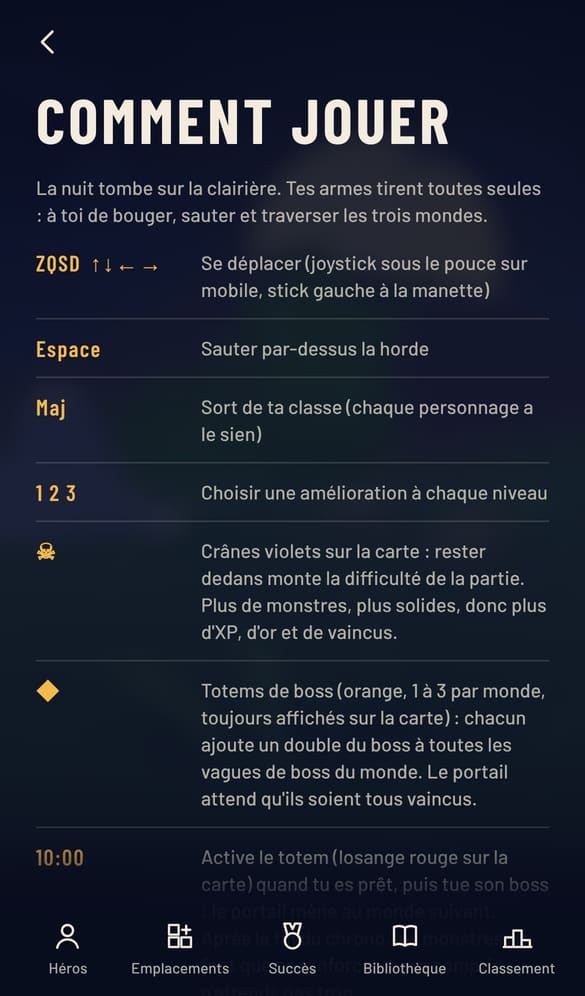 COMMENT JOUER
La nuit tombe sur la clairière. Tes armes tirent toutes seules
: à toi de bouger, sauter et traverser les trois mondes.
ZQSD ↑↓←→ Se déplacer (joystick sous le pouce sur
mobile, stick gauche à la manette)
Espace Sauter par-dessus la horde
Maj Sort de ta classe (chaque personnage a
le sien)
1 2 3 Choisir une amélioration à chaque niveau
☠ Crânes violets sur la carte : rester
dedans monte la difficulté de la partie.
Plus de monstres, plus solides, donc plus
d'XP, d'or et de vaincus.
◆ Totems de boss (orange, 1 à 3 par monde,
toujours affichés sur la carte) : chacun
ajoute un double du boss à toutes les
vagues de boss du monde. Le portail
attend qu'ils soient tous vaincus.
10:00 Active le totem (losange rouge sur la
carte) quand tu es prêt, puis tue son boss
: le portail mène au monde suivant.
Héros Emplacements Succès Bibliothèque Classement